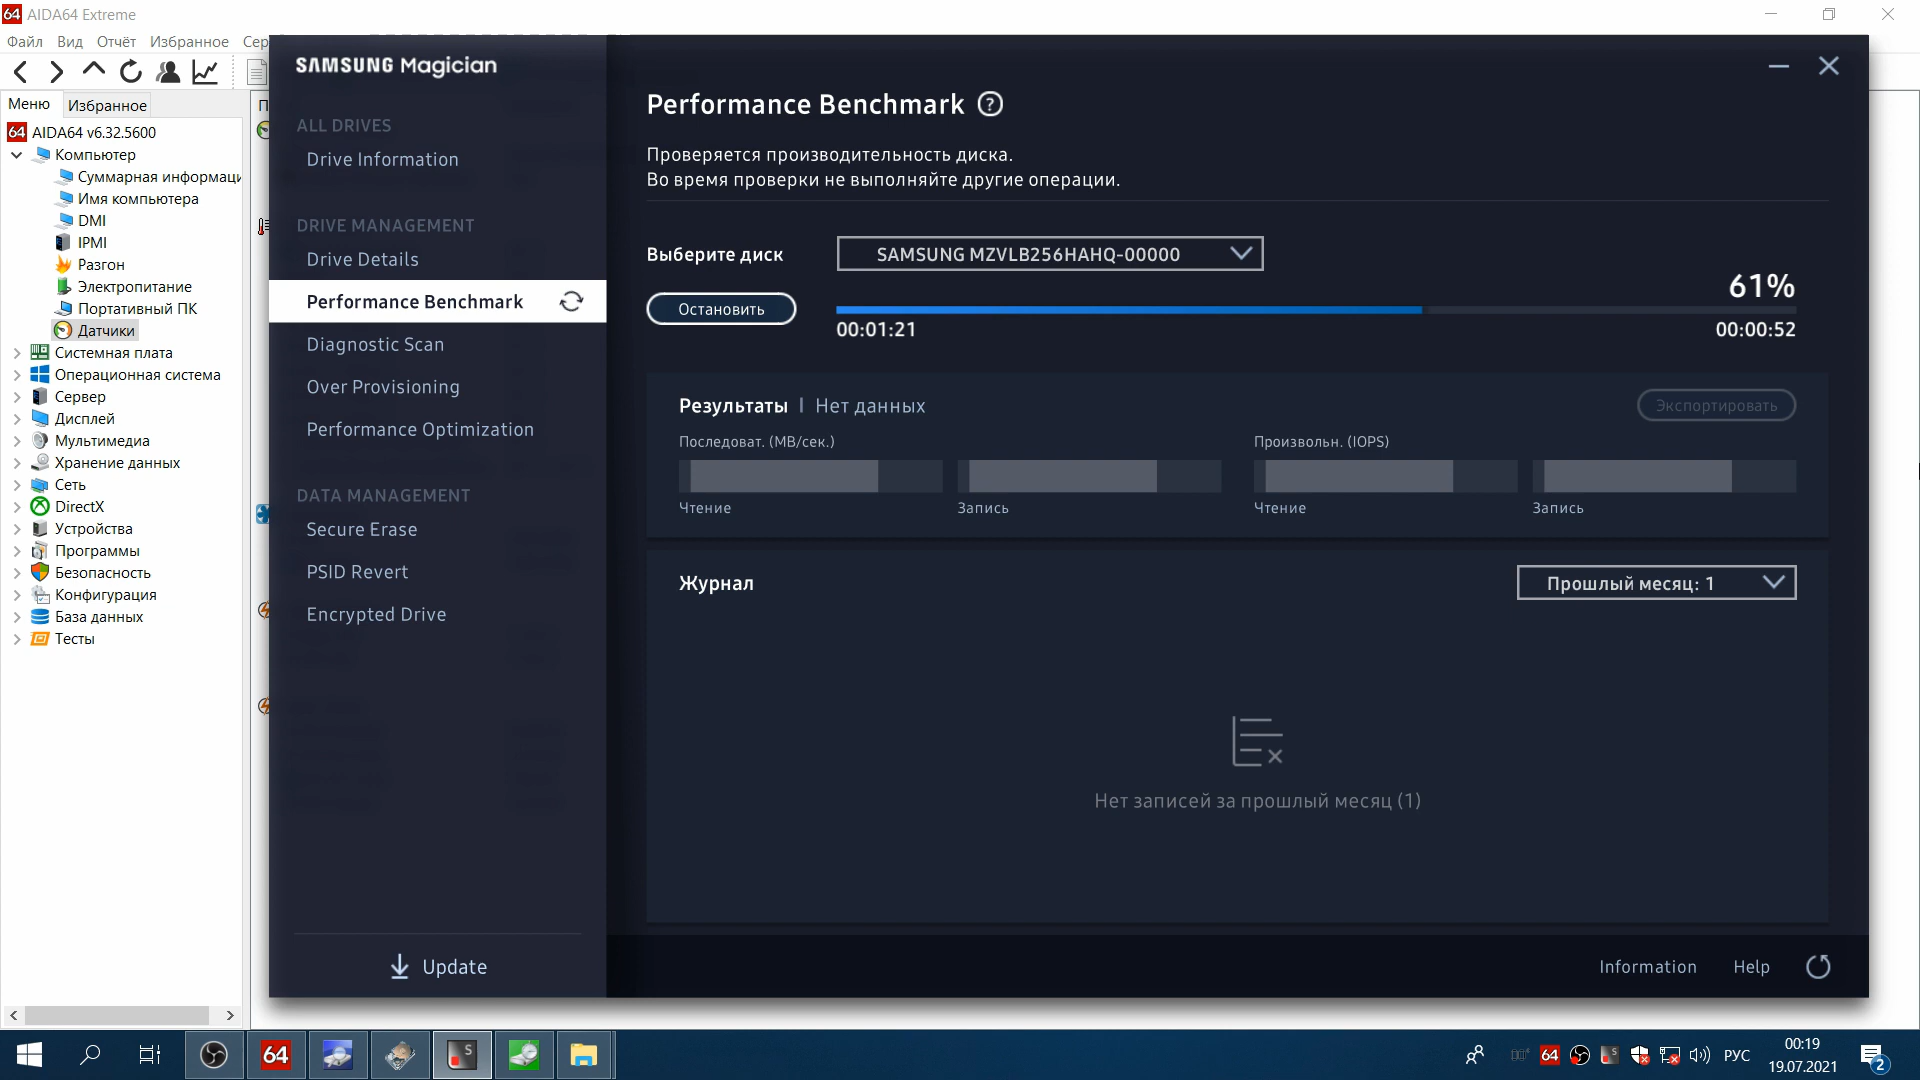 AIDA64 Extreme
Файл Вид Отчёт Избранное Сер
Меню Избранное
AIDA64 v6.32.5600
Компьютер
Суммарная информаци
Имя компьютера
DMI
IPMI
Разгон
Электропитание
Портативный ПК
Датчики
Системная плата
Операционная система
Сервер
Дисплей
Мультимедиа
Хранение данных
Сеть
DirectX
Устройства
Программы
Безопасность
Конфигурация
База данных
Тесты
SAMSUNG Magician
ALL DRIVES
Drive Information
DRIVE MANAGEMENT
Drive Details
Performance Benchmark
Diagnostic Scan
Over Provisioning
Performance Optimization
DATA MANAGEMENT
Secure Erase
PSID Revert
Encrypted Drive
Update
Performance Benchmark ?
Проверяется производительность диска.
Во время проверки не выполняйте другие операции.
Выберите диск SAMSUNG MZVLB256HAHQ-00000
61%
Остановить
00:01:21 00:00:52
Результаты | Нет данных Экспортировать
Последоват. (MB/сек.) Произвольн. (IOPS)
Чтение Запись Чтение Запись
Журнал Прошлый месяц: 1
Нет записей за прошлый месяц (1)
Information Help
64 64 РУС 00:19
19.07.2021 2